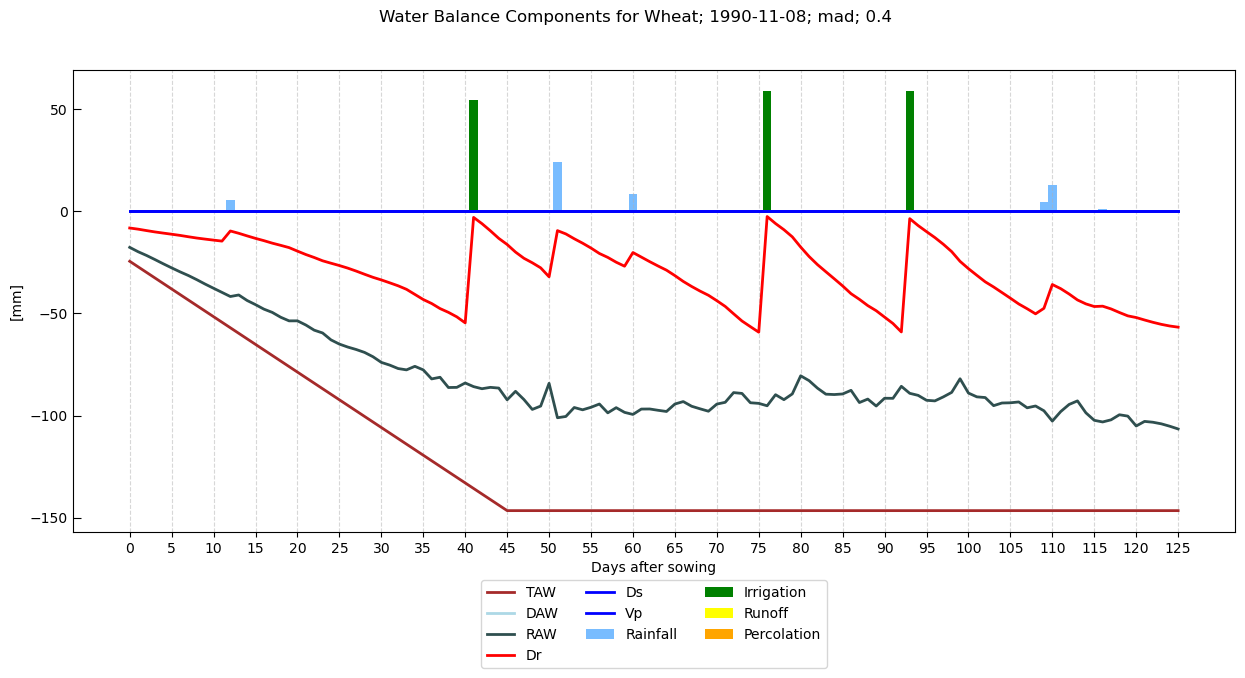 Water Balance Components for Wheat; 1990-11-08; mad; 0.4
50
0
−50
−100
−150
[mm]
0 5 10 15 20 25 30 35 40 45 50 55 60 65 70 75 80 85 90 95 100 105 110 115 120 125
Days after sowing
TAW Ds Irrigation
DAW Vp Runoff
RAW Rainfall Percolation
Dr